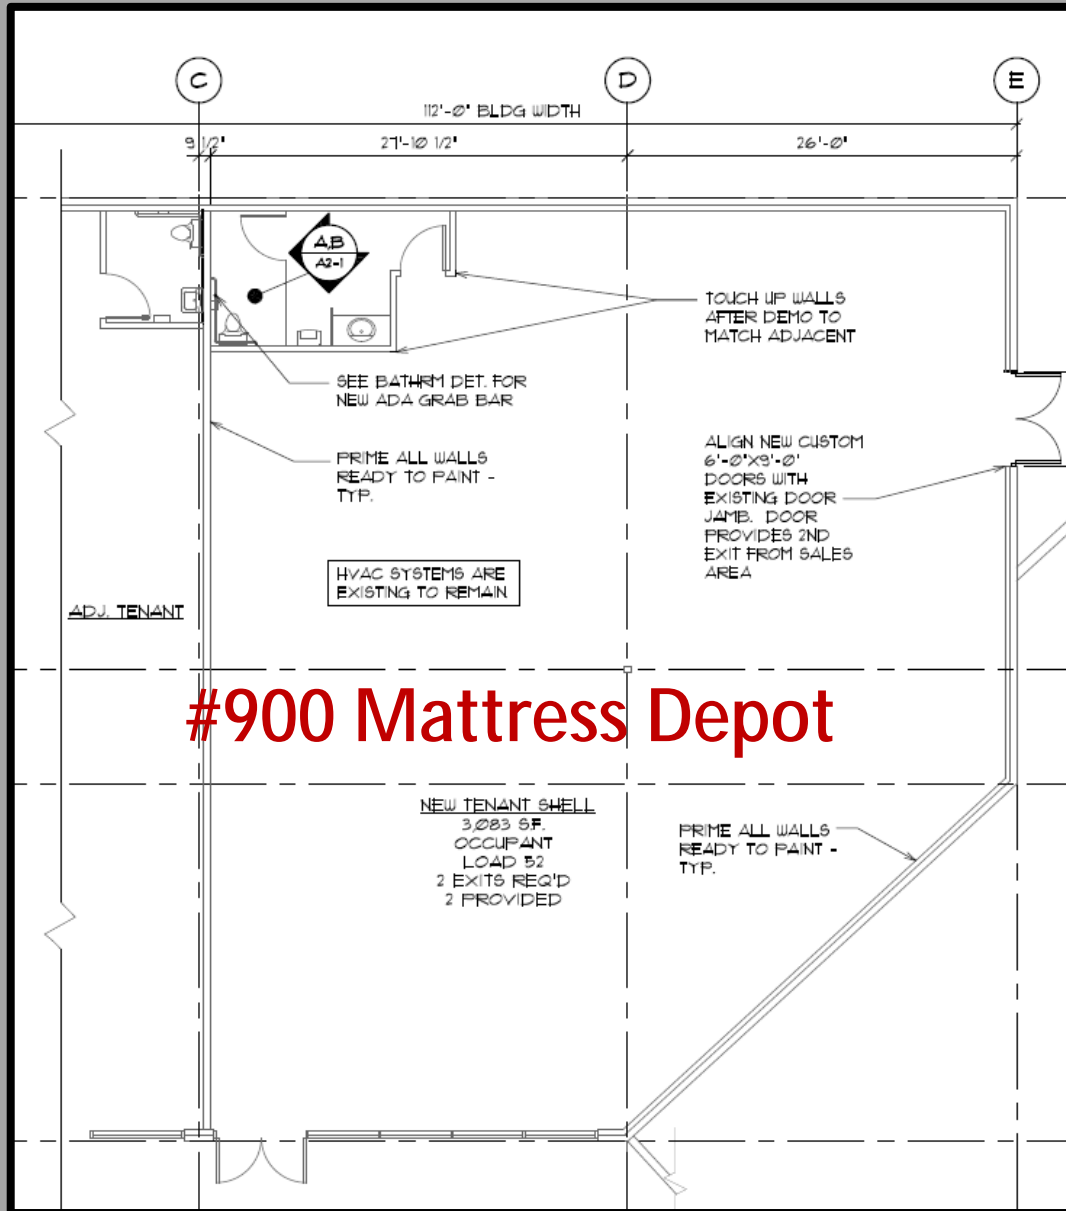 C
D
E
112'-0" BLDG WIDTH
9 1/2"
27'-10 1/2"
26'-0"
A,B
A2-1
TOUCH UP WALLS
AFTER DEMO TO
MATCH ADJACENT
SEE BATHRM DET. FOR
NEW ADA GRAB BAR
PRIME ALL WALLS
READY TO PAINT -
TYP.
ALIGN NEW CUSTOM
6'-0"X9'-0'
DOORS WITH
EXISTING DOOR
JAMB. DOOR
PROVIDES 2ND
EXIT FROM SALES
AREA
HVAC SYSTEMS ARE
EXISTING TO REMAIN
ADJ. TENANT
#900 Mattress Depot
NEW TENANT SHELL
3,083 S.F.
OCCUPANT
LOAD 52
2 EXITS REQ'D
2 PROVIDED
PRIME ALL WALLS
READY TO PAINT -
TYP.